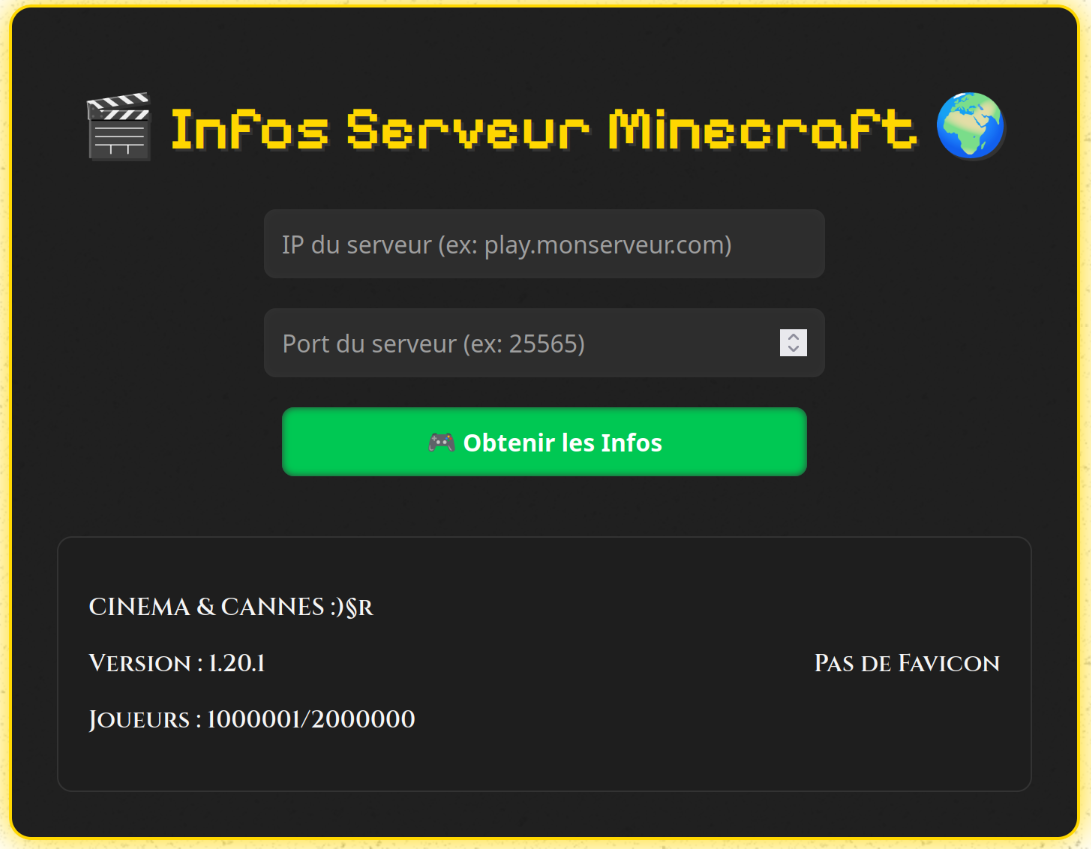 🎬 Infos Serveur Minecraft 🌍
IP du serveur (ex: play.monserveur.com)
Port du serveur (ex: 25565)
🎮 Obtenir les Infos
CINEMA & CANNES :)§R
Version : 1.20.1
Pas de Favicon
Joueurs : 1000001/2000000